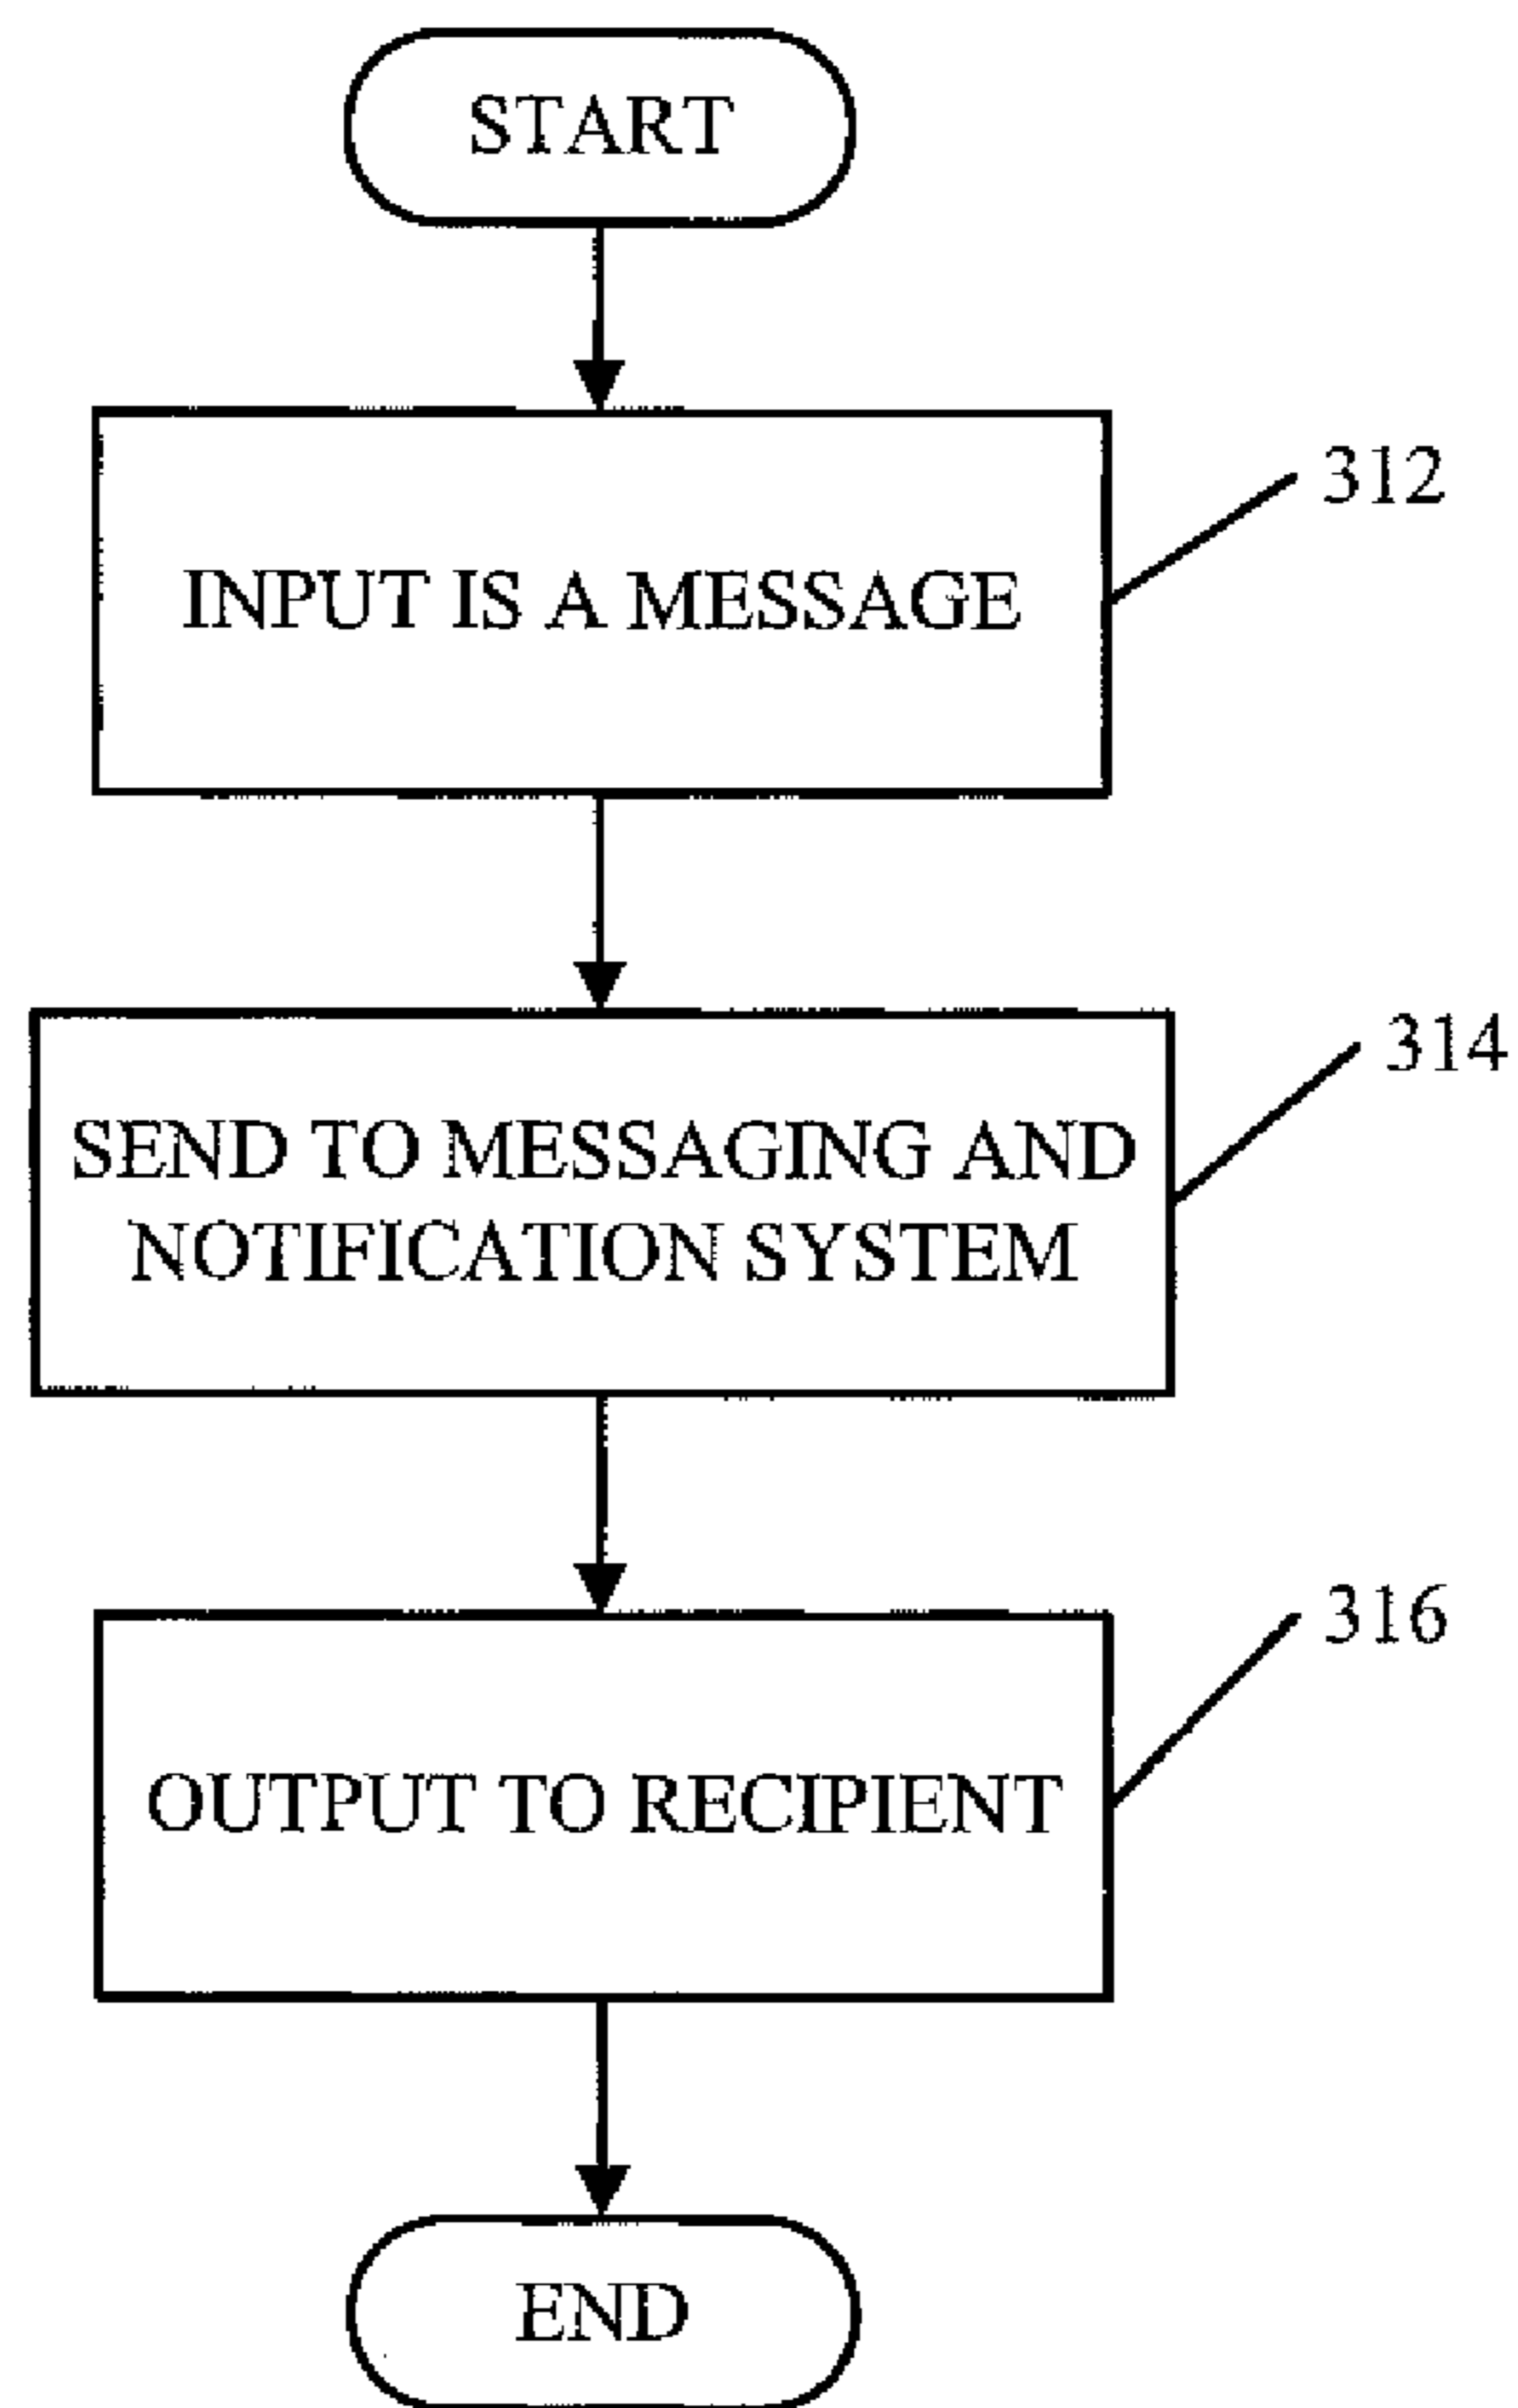 START
312
INPUT IS A MESSAGE
314
SEND TO MESSAGING AND
NOTIFICATION SYSTEM
316
OUTPUT TO RECIPIENT
END